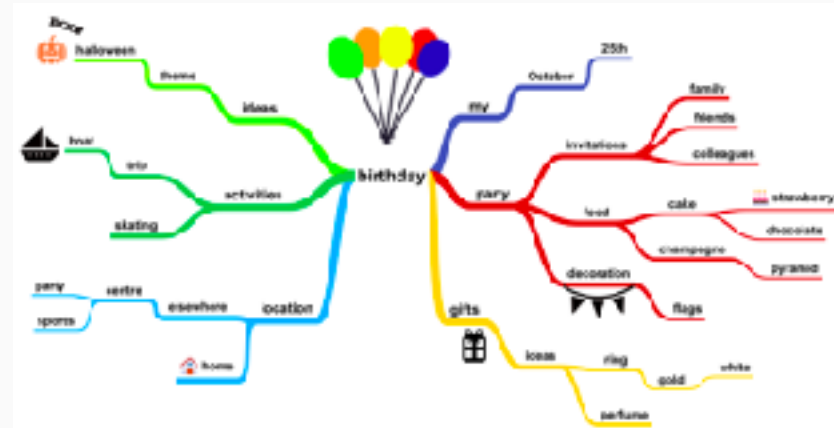 halloween
theme
ideas
boat
trip
activities
skating
party
centre
sports
elsewhere
location
home
birthday
my
October
25th
party
invitations
family
friends
colleagues
food
cake
strawberry
chocolate
champagne
pyramid
decoration
flags
gifts
ideas
ring
gold
white
perfume